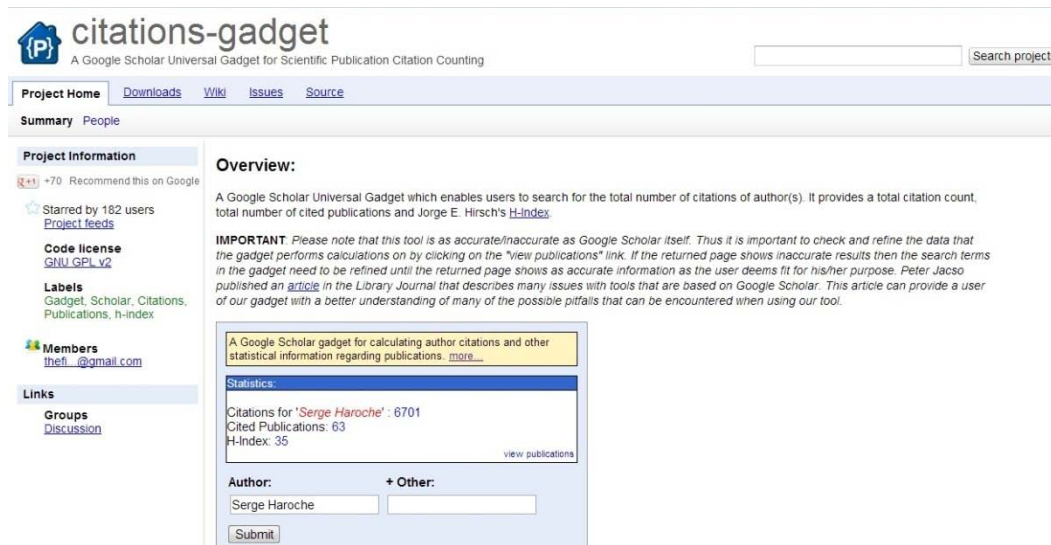 {P}
citations-gadget
A Google Scholar Universal Gadget for Scientific Publication Citation Counting
Search project
Project Home Downloads Wiki Issues Source
Summary People
Project Information
+1 +70 Recommend this on Google
Starred by 182 users
Project feeds
Code license
GNU GPL v2
Labels
Gadget, Scholar, Citations,
Publications, h-index
Members
thefi...@gmail.com
Links
Groups
Discussion
Overview:
A Google Scholar Universal Gadget which enables users to search for the total number of citations of author(s). It provides a total citation count,
total number of cited publications and Jorge E. Hirsch's H-Index.
IMPORTANT: Please note that this tool is as accurate/inaccurate as Google Scholar itself. Thus it is important to check and refine the data that
the gadget performs calculations on by clicking on the "view publications" link. If the returned page shows inaccurate results then the search terms
in the gadget need to be refined until the returned page shows as accurate information as the user deems fit for his/her purpose. Peter Jacso
published an article in the Library Journal that describes many issues with tools that are based on Google Scholar. This article can provide a user
of our gadget with a better understanding of many of the possible pitfalls that can be encountered when using our tool.
A Google Scholar gadget for calculating author citations and other
statistical information regarding publications. more...
Statistics:
Citations for 'Serge Haroche' : 6701
Cited Publications: 63
H-Index: 35
view publications
Author: + Other:
Serge Haroche
Submit